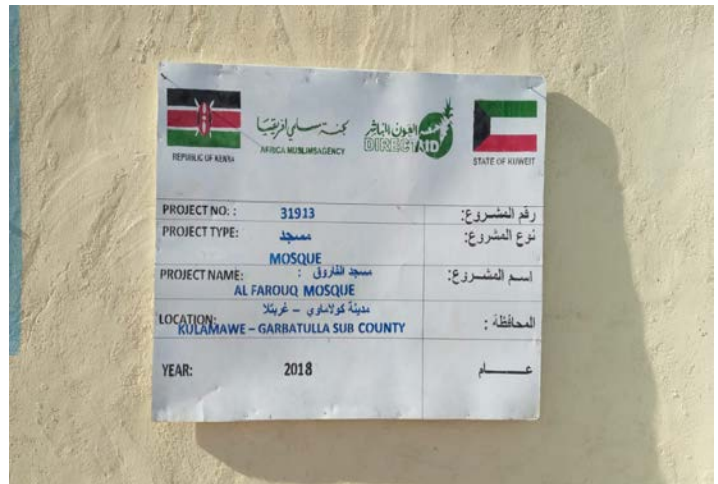 لجنة مسلمي افريقيا
العون المباشر
AFRICA MUSLIMS AGENCY
DIRECT AID
REPUBLIC OF KENYA
STATE OF KUWEIT
PROJECT NO: : 31913 رقم المشروع:
PROJECT TYPE: مسجد نوع المشروع:
MOSQUE
PROJECT NAME: مسجد الفاروق : اسم المشروع:
AL FAROUQ MOSQUE
LOCATION: مدينة كولاماوي – غربتلا المحافظة :
KULAMAWE – GARBATULLA SUB COUNTY
YEAR: 2018 عام